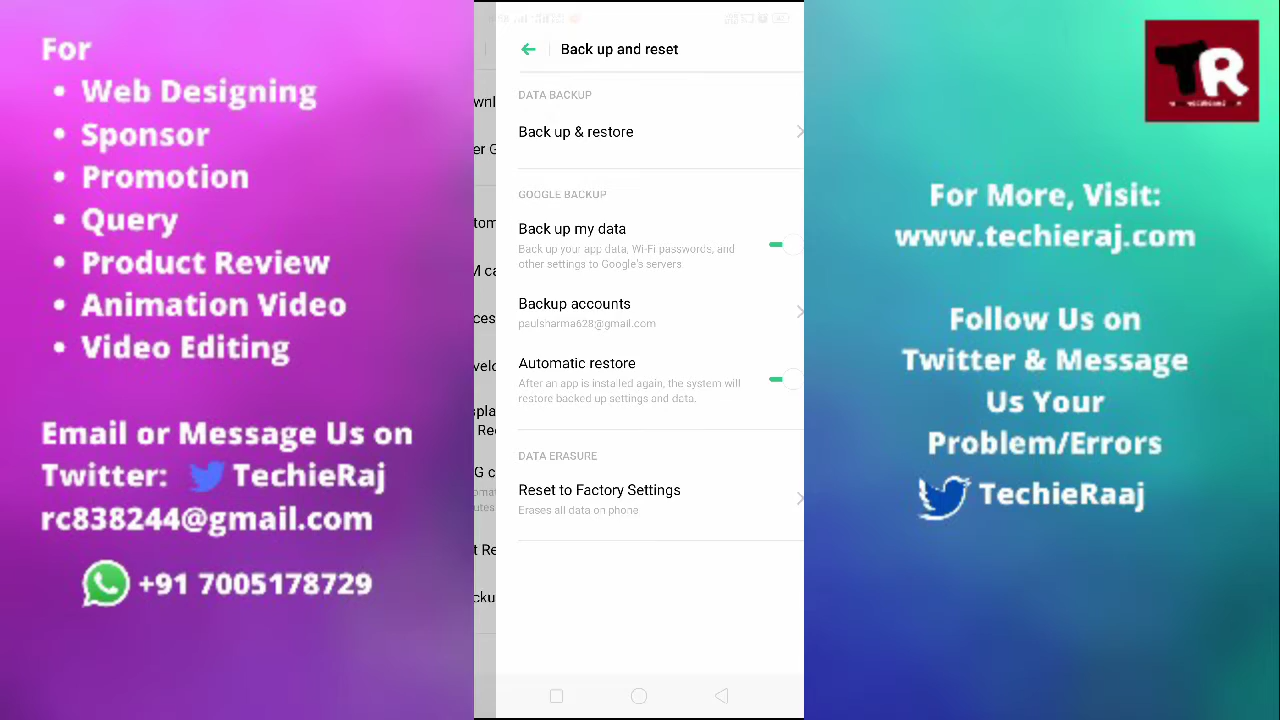 For
• Web Designing
• Sponsor
• Promotion
• Query
• Product Review
• Animation Video
• Video Editing
Email or Message Us on
Twitter: TechieRaj
rc838244@gmail.com
+91 7005178729
Back up and reset
DATA BACKUP
Back up & restore
GOOGLE BACKUP
Back up my data
Back up your app data, Wi-Fi passwords, and
other settings to Google's servers
Backup accounts
paulsharma628@gmail.com
Automatic restore
After an app is installed again, the system will
restore backed up settings and data.
DATA ERASURE
Reset to Factory Settings
Erases all data on phone
TR
For More, Visit:
www.techieraj.com
Follow Us on
Twitter & Message
Us Your
Problem/Errors
TechieRaaj